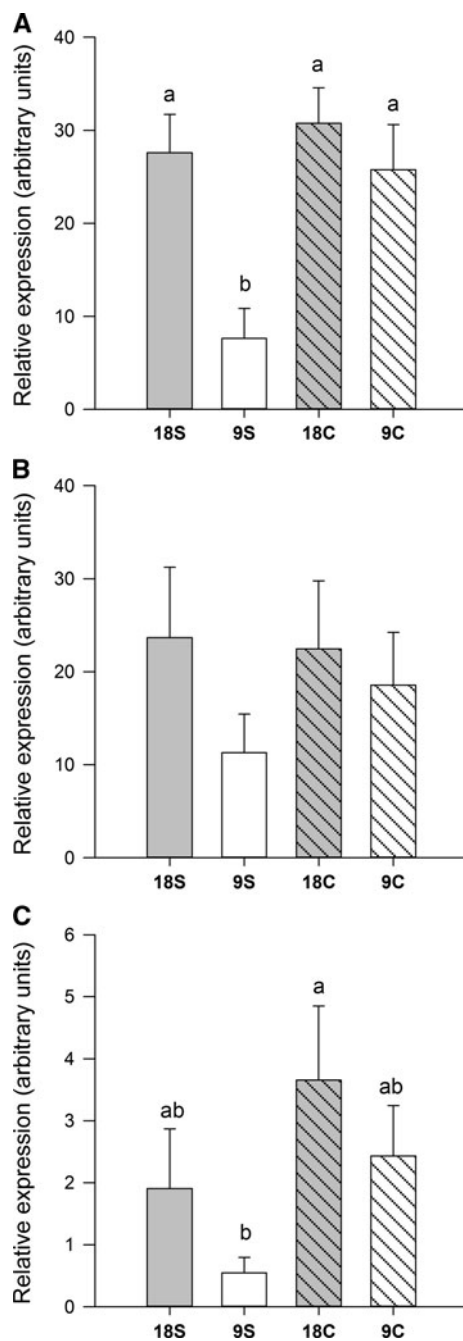 A
Relative expression (arbitrary units)
40
30
20
10
0
a
b
a
a
18S 9S 18C 9C
B
Relative expression (arbitrary units)
40
30
20
10
0
18S 9S 18C 9C
C
Relative expression (arbitrary units)
6
5
4
3
2
1
0
ab
b
a
ab
18S 9S 18C 9C